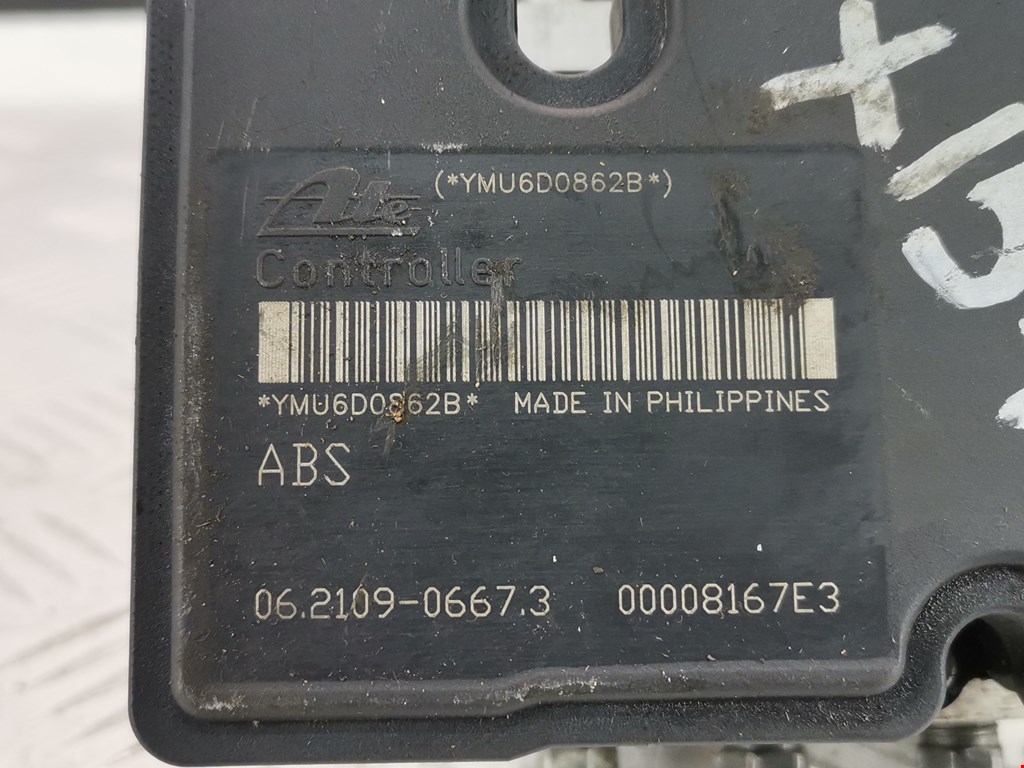 (*YMU6D0862B*)
Ate
Controller
*YMU6D0862B* MADE IN PHILIPPINES
ABS
06.2109-0667.3 00008167E3